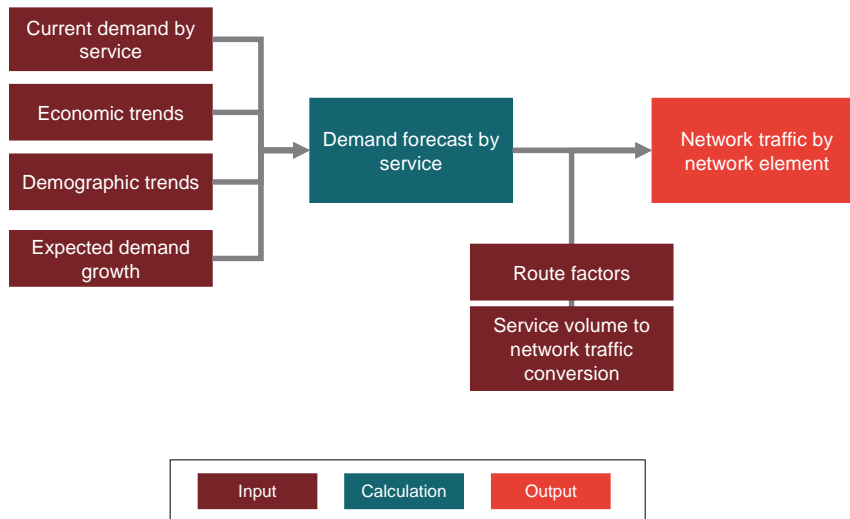 Current demand by
service
Economic trends
Demographic trends
Expected demand
growth
Demand forecast by
service
Network traffic by
network element
Route factors
Service volume to
network traffic
conversion
Input
Calculation
Output